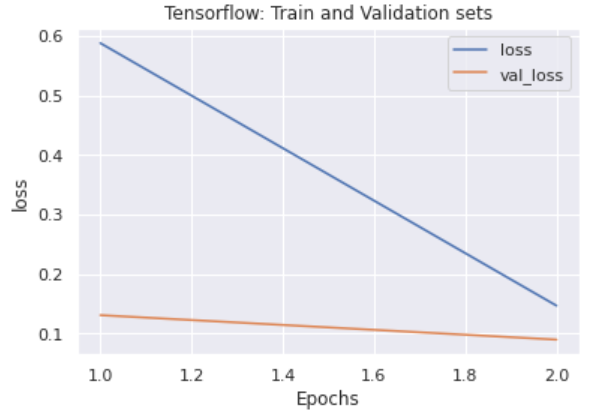 Tensorflow: Train and Validation sets
loss
val_loss
0.6
0.5
0.4
0.3
0.2
0.1
loss
1.0 1.2 1.4 1.6 1.8 2.0
Epochs